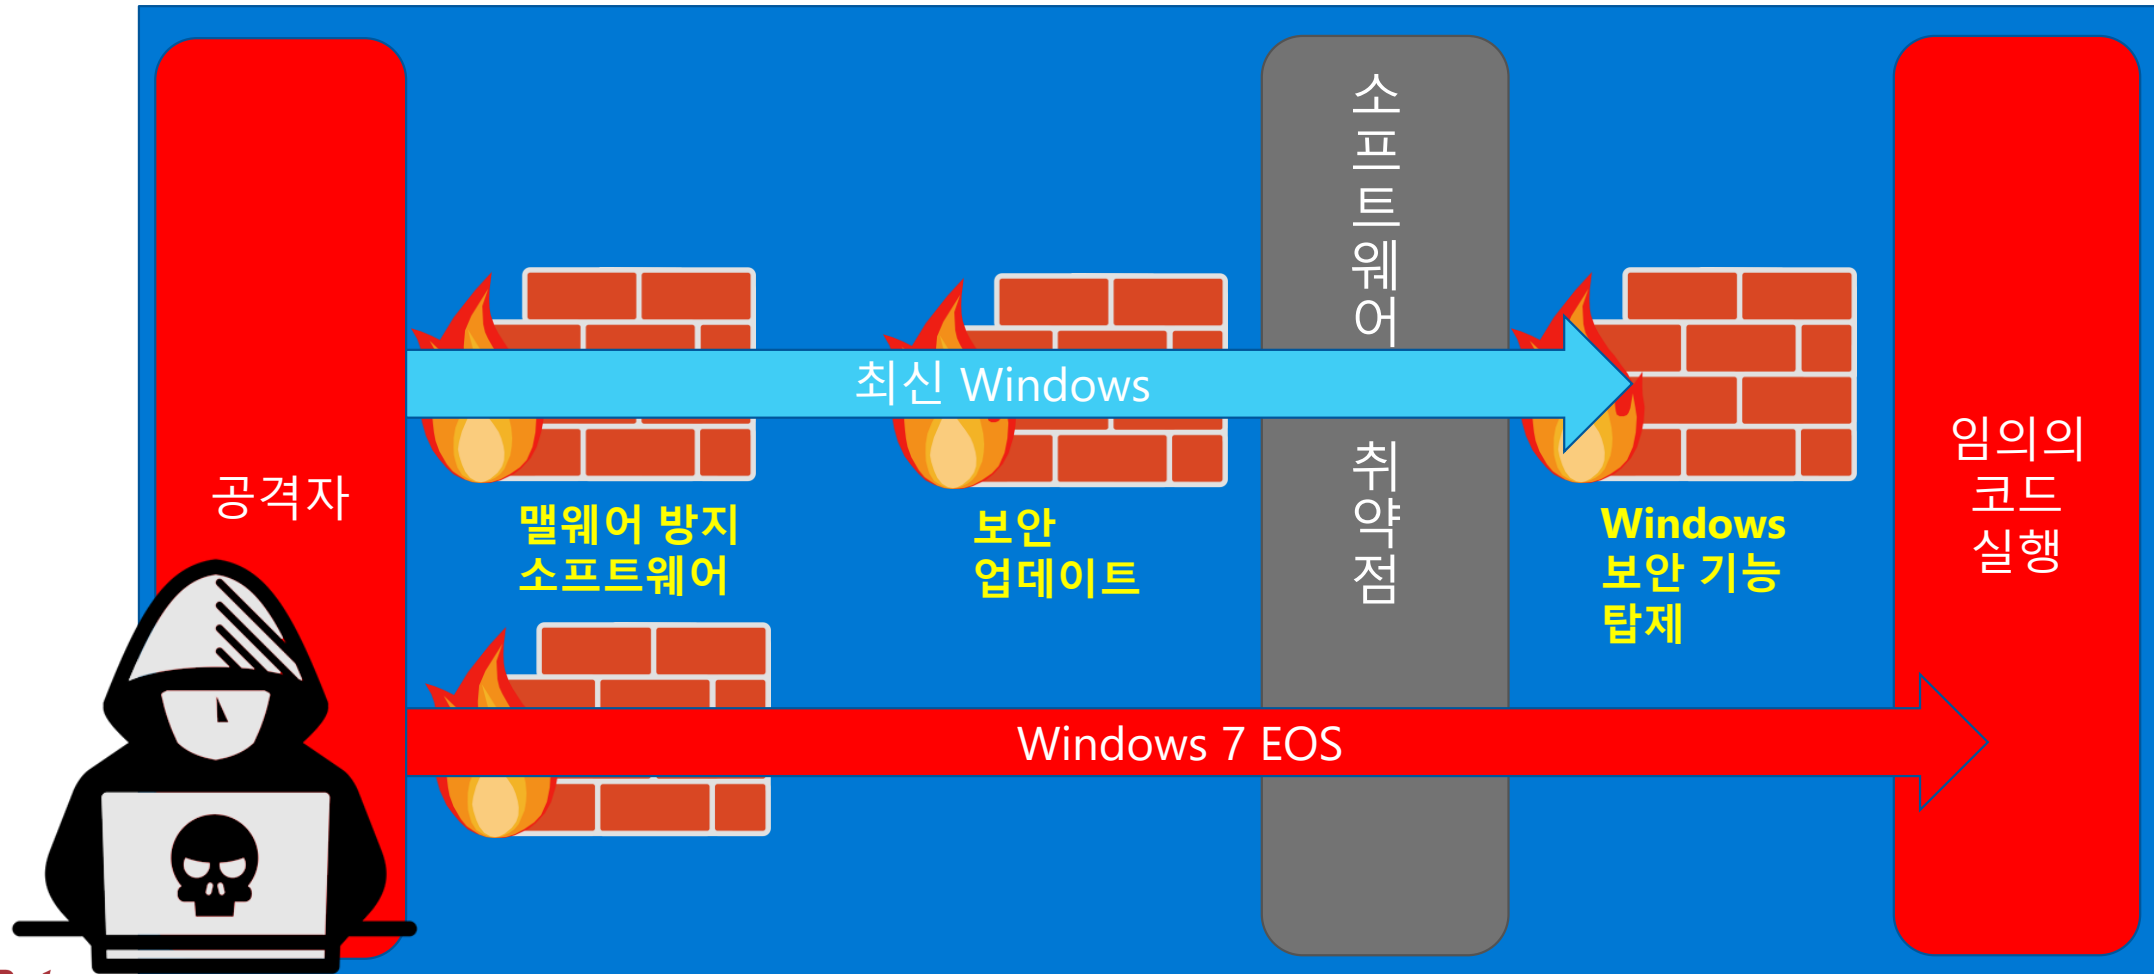 공격자
최신 Windows
맬웨어 방지
소프트웨어
보안
업데이트
소프트웨어 취약점
Windows
보안 기능
탑제
임의의
코드
실행
Windows 7 EOS